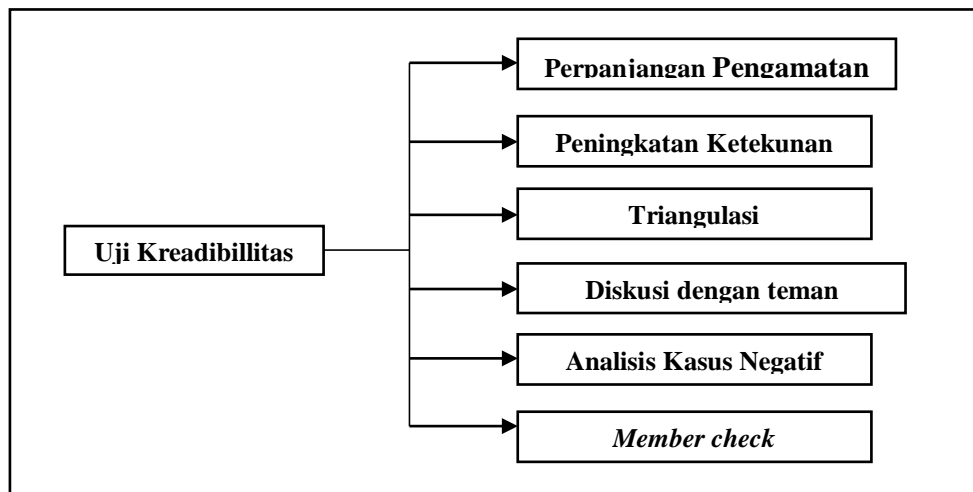 Perpanjangan Pengamatan
Peningkatan Ketekunan
Triangulasi
Uji Kreadibillitas
Diskusi dengan teman
Analisis Kasus Negatif
Member check